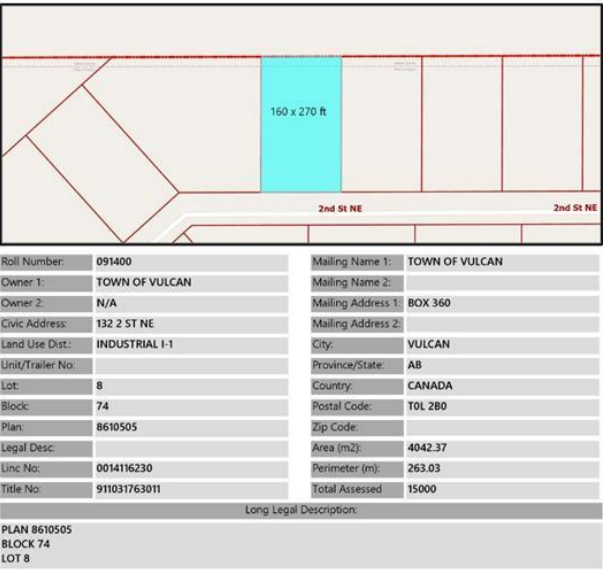 160 x 270 ft
2nd St NE
2nd St NE
Roll Number: 091400
Owner 1: TOWN OF VULCAN
Owner 2: N/A
Civic Address: 132 2 ST NE
Land Use Dist.: INDUSTRIAL I-1
Unit/Trailer No:
Lot: 8
Block: 74
Plan: 8610505
Legal Desc:
Linc No: 0014116230
Title No: 911031763011
Mailing Name 1: TOWN OF VULCAN
Mailing Name 2:
Mailing Address 1: BOX 360
Mailing Address 2:
City: VULCAN
Province/State: AB
Country: CANADA
Postal Code: T0L 2B0
Zip Code:
Area (m2): 4042.37
Perimeter (m): 263.03
Total Assessed 15000
Long Legal Description:
PLAN 8610505
BLOCK 74
LOT 8